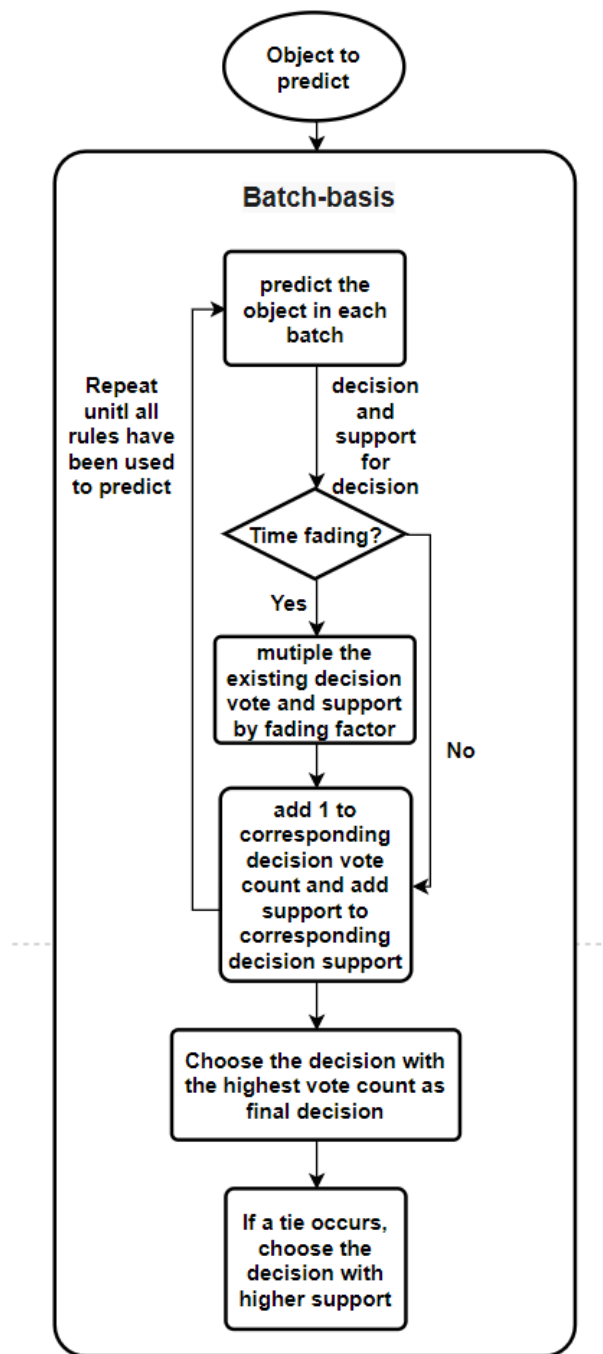 Object to
predict
Batch-basis
predict the
object in each
batch
Repeat
unitl all
rules have
been used
to predict
decision
and
support
for
decision
Time fading?
Yes
mutiple the
existing decision
vote and support
by fading factor
No
add 1 to
corresponding
decision vote
count and add
support to
corresponding
decision support
Choose the decision with
the highest vote count as
final decision
If a tie occurs,
choose the
decision with
higher support